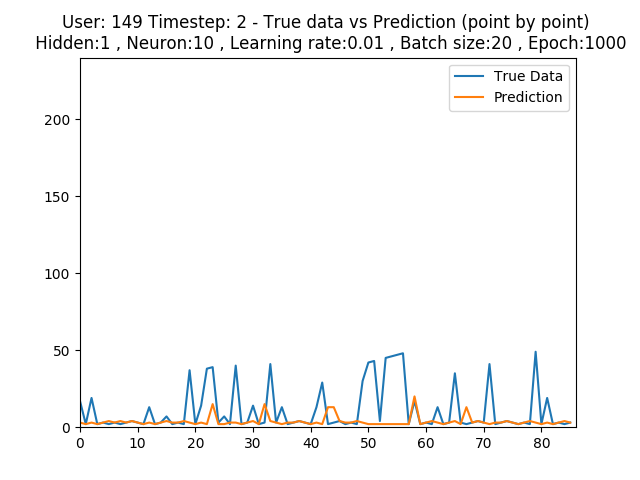 User: 149 Timestep: 2 - True data vs Prediction (point by point)
Hidden:1 , Neuron:10 , Learning rate:0.01 , Batch size:20 , Epoch:1000
True Data
Prediction
200
150
100
50
0
0 10 20 30 40 50 60 70 80